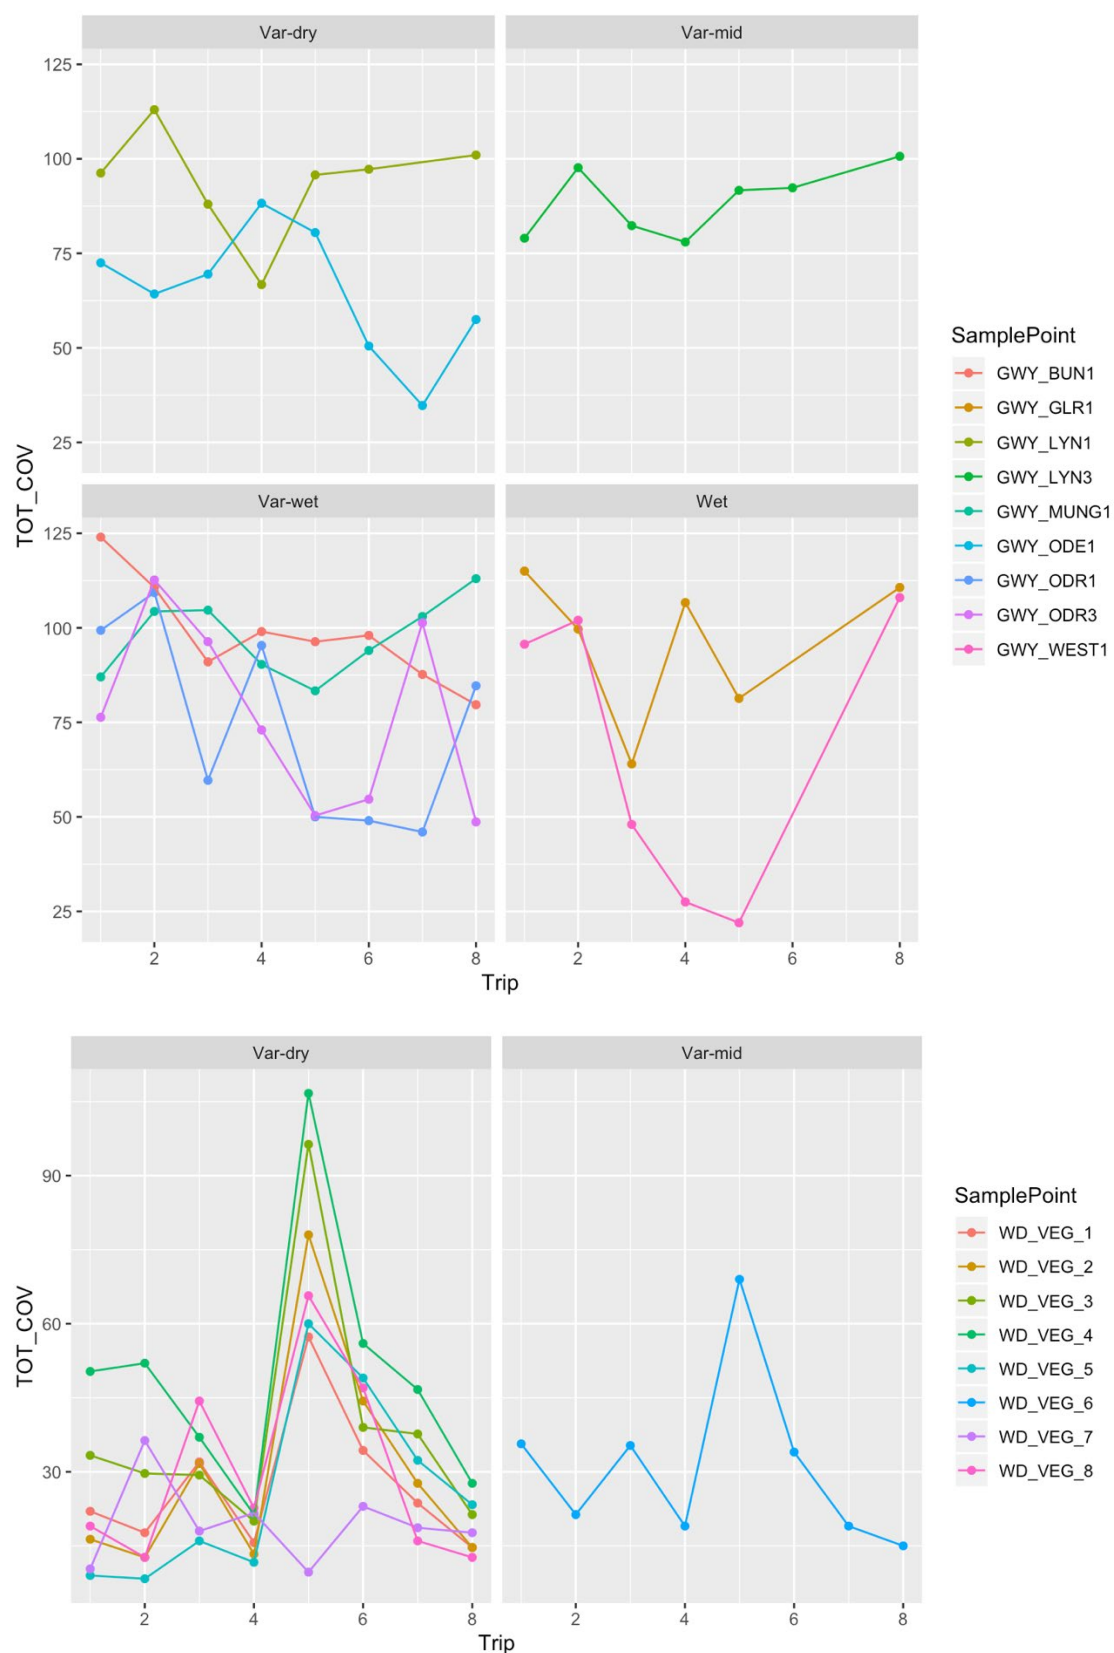 Var-dry
Var-mid
125
100
75
50
25
TOT_COV
Var-wet
Wet
125
100
75
50
25
2
4
6
8
2
4
6
8
Trip
SamplePoint
GWY_BUN1
GWY_GLR1
GWY_LYN1
GWY_LYN3
GWY_MUNG1
GWY_ODE1
GWY_ODR1
GWY_ODR3
GWY_WEST1
Var-dry
Var-mid
90
60
30
TOT_COV
2
4
6
8
2
4
6
8
Trip
SamplePoint
WD_VEG_1
WD_VEG_2
WD_VEG_3
WD_VEG_4
WD_VEG_5
WD_VEG_6
WD_VEG_7
WD_VEG_8